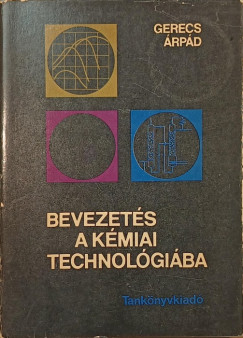 GERECS
ÁRPÁD
BEVEZETÉS
A KÉMIAI
TECHNOLÓGIÁBA
Tankönyvkiadó